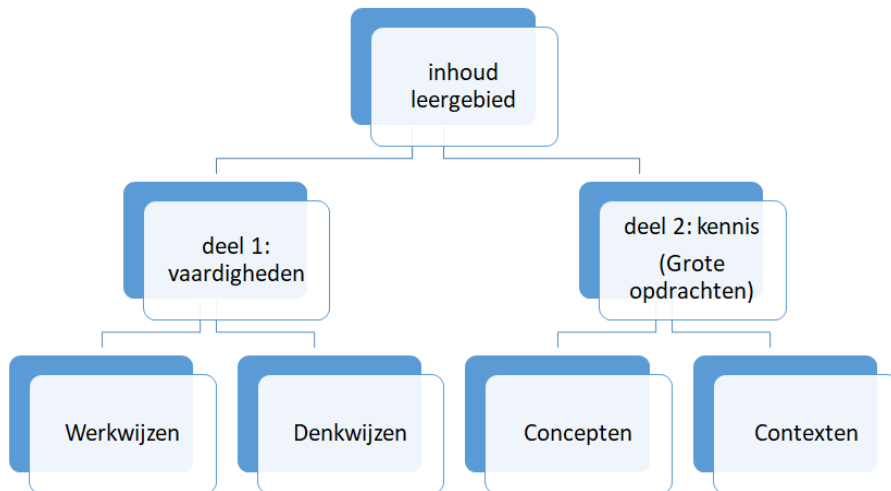 inhoud
leergebied
deel 1:
vaardigheden
deel 2: kennis
(Grote
opdrachten)
Werkwijzen
Denkwijzen
Concepten
Contexten